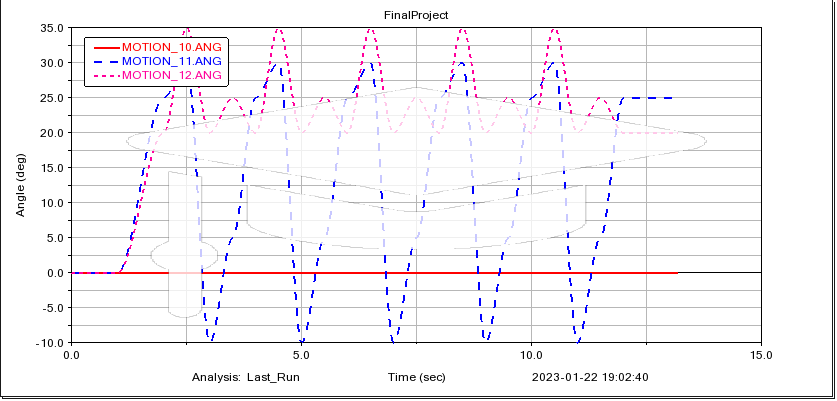 FinalProject
35.0
30.0
25.0
20.0
15.0
10.0
5.0
0.0
-10.0
Angle (deg)
MOTION_10.ANG
MOTION_11.ANG
MOTION_12.ANG
0.0 5.0 10.0 15.0
Analysis: Last_Run Time (sec) 2023-01-22 19:02:40